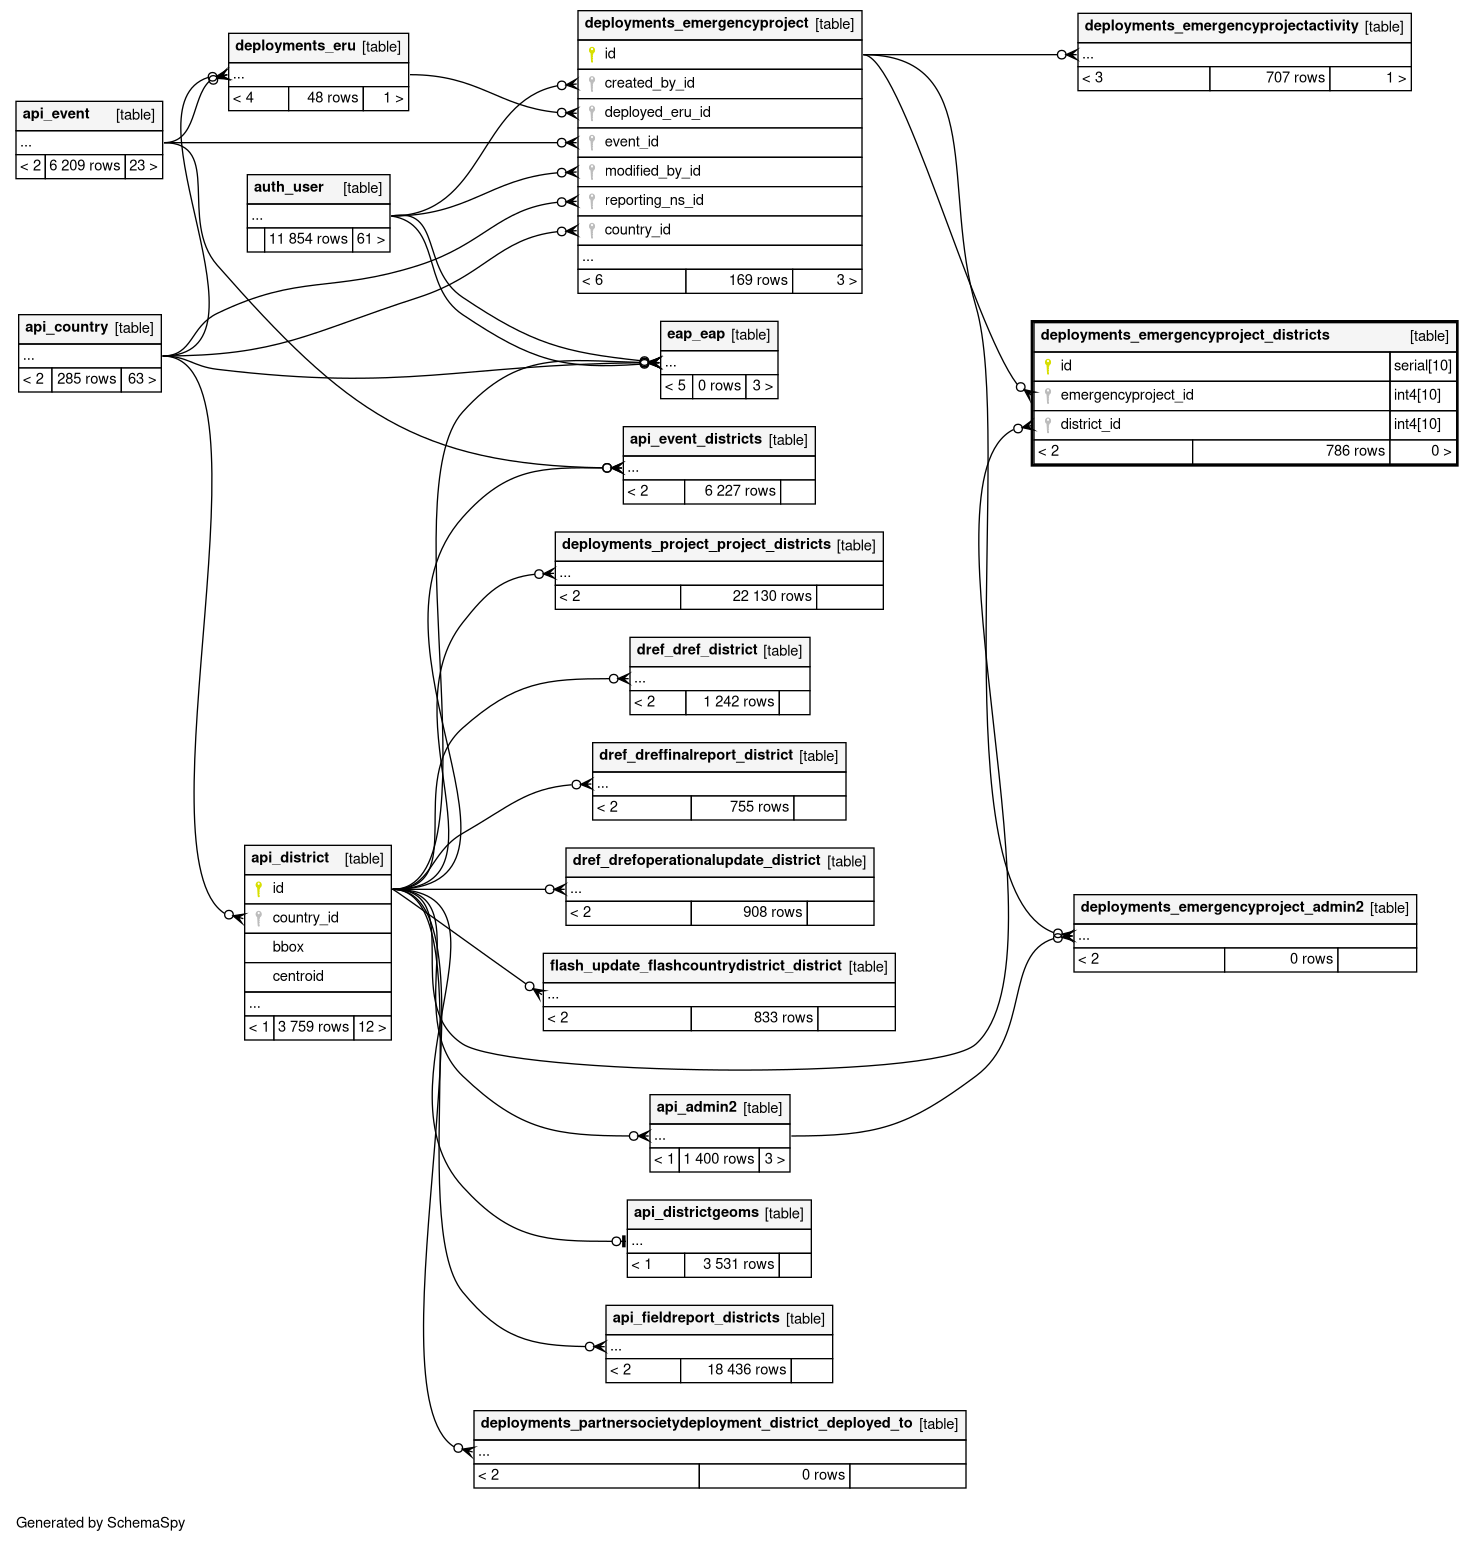 deployments_eru [table]
...
< 4 48 rows 1 >
api_event [table]
...
< 2 6 209 rows 23 >
auth_user [table]
...
11 854 rows 61 >
api_country [table]
...
< 2 285 rows 63 >
deployments_emergencyproject [table]
id
created_by_id
deployed_eru_id
event_id
modified_by_id
reporting_ns_id
country_id
...
< 6 169 rows 3 >
deployments_emergencyprojectactivity [table]
...
< 3 707 rows 1 >
eap_eap [table]
...
< 5 0 rows 3 >
deployments_emergencyproject_districts [table]
id serial[10]
emergencyproject_id int4[10]
district_id int4[10]
< 2 786 rows 0 >
api_event_districts [table]
...
< 2 6 227 rows
deployments_project_project_districts [table]
...
< 2 22 130 rows
dref_dref_district [table]
...
< 2 1 242 rows
dref_dreffinalreport_district [table]
...
< 2 755 rows
api_district [table]
id
country_id
bbox
centroid
...
< 1 3 759 rows 12 >
dref_drefoperationalupdate_district [table]
...
< 2 908 rows
deployments_emergencyproject_admin2 [table]
...
< 2 0 rows
flash_update_flashcountrydistrict_district [table]
...
< 2 833 rows
api_admin2 [table]
...
< 1 1 400 rows 3 >
api_districtgeoms [table]
...
< 1 3 531 rows
api_fieldreport_districts [table]
...
< 2 18 436 rows
deployments_partnersocietydeployment_district_deployed_to [table]
...
< 2 0 rows
Generated by SchemaSpy